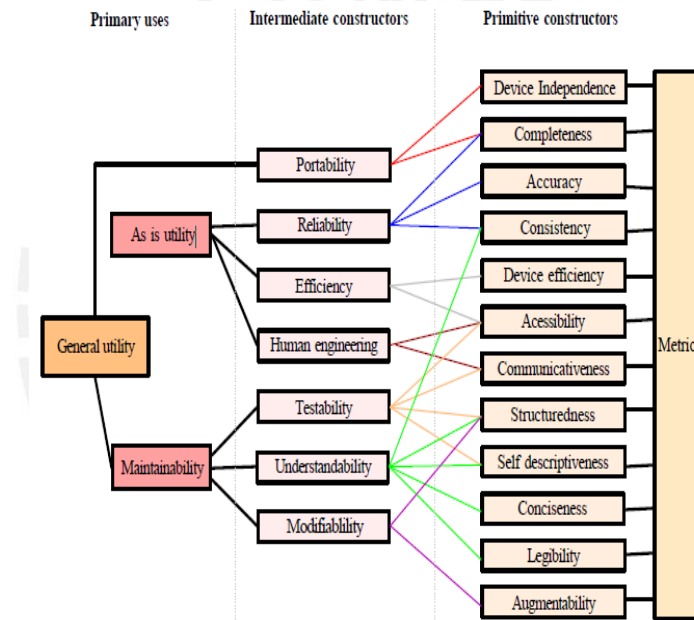 Primary uses
Intermediate constructors
Primitive constructors
Device Independence
Completeness
Portability
Accuracy
As is utility
Reliability
Consistency
Efficiency
Device efficiency
Acessibility
General utility
Human engineering
Metric
Communicativeness
Testability
Structuredness
Maintainability
Understandability
Self descriptiveness
Conciseness
Modifiablility
Legibility
Augmentability